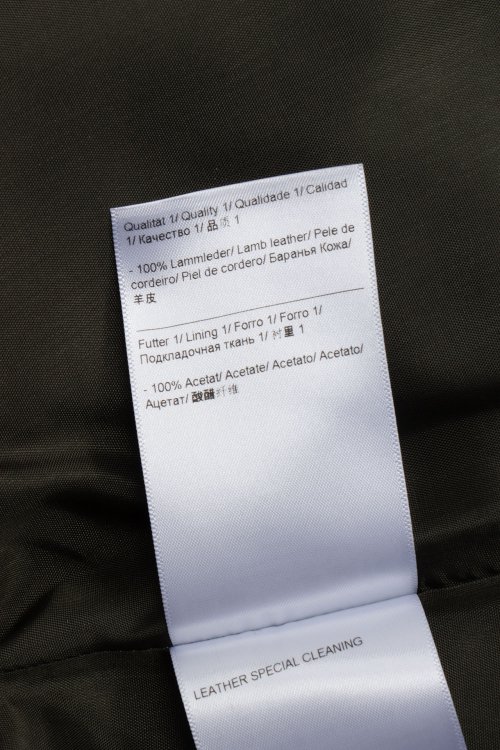 Qualität 1/ Quality 1/ Qualidade 1/ Calidad
1/ Качество 1/ 品质 1
- 100% Lammleder/ Lamb leather/ Pele de
cordeiro/ Piel de cordero/ Баранья Кожа/
羊皮
Futter 1/ Lining 1/ Forro 1/ Forro 1/
Подкладочная ткань 1/ 衬里 1
- 100% Acetat/ Acetate/ Acetato/ Acetato/
Ацетат/ 酸醋纤维
LEATHER SPECIAL CLEANING